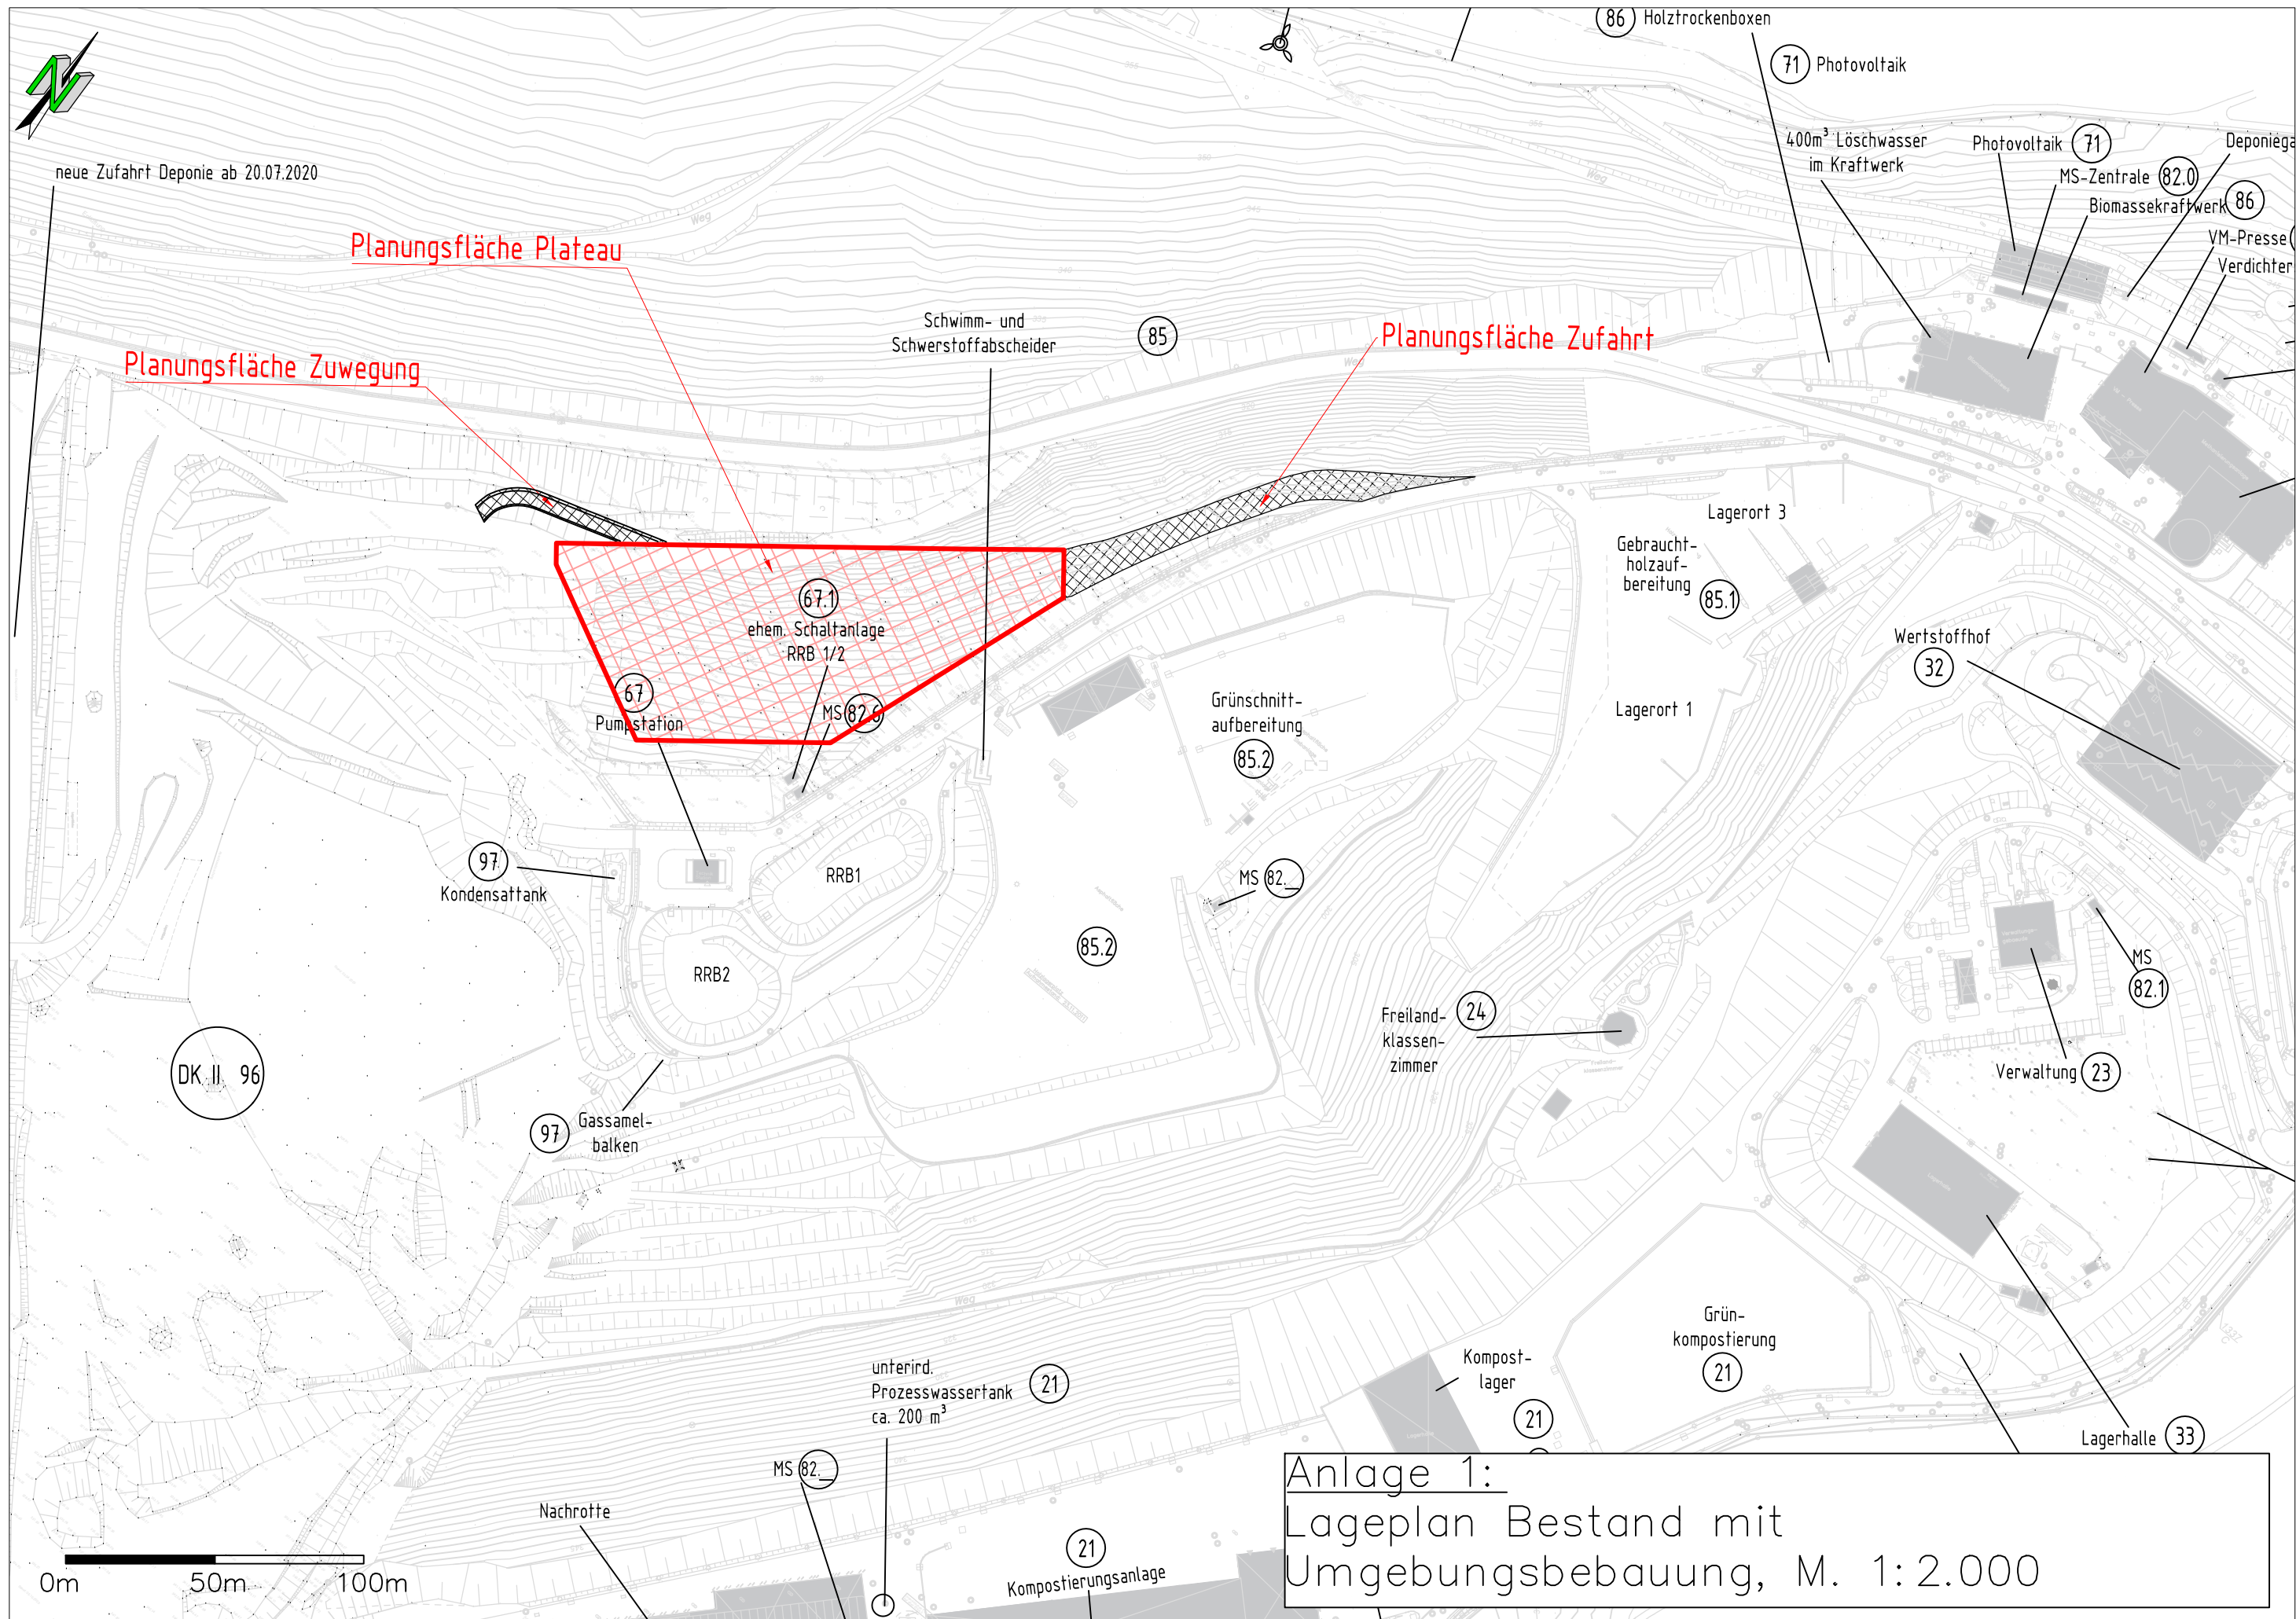 N
86 Holztrockenboxen
71 Photovoltaik
neue Zufahrt Deponie ab 20.07.2020
400m³ Löschwasser
im Kraftwerk
Photovoltaik 71
MS-Zentrale 82.0
Biomassekraftwerk 86
VM-Presse
Verdichter
Weg
Weg
Planungsfläche Plateau
Schwimm- und
Schwerstoffabscheider
85
Planungsfläche Zufahrt
Planungsfläche Zuwegung
Weg
Lagerort 3
Gebraucht-
holzauf-
bereitung
85.1
67.1
ehem. Schaltanlage
RRB 1/2
67
Pumpstation
MS 82.6
Wertstoffhof
32
Grünschnitt-
aufbereitung
85.2
Lagerort 1
97
Kondensattank
RRB1
MS 82._
RRB2
85.2
MS
82.1
Freiland-
klassen-
zimmer
24
DK II 96
Verwaltung 23
97
Gassamel-
balken
Weg
Grün-
kompostierung
21
Kompost-
lager
21
unterird.
Prozesswassertank
ca. 200 m³
21
Lagerhalle 33
MS 82._
Nachrotte
21
Kompostierungsanlage
0m 50m 100m
Anlage 1:
Lageplan Bestand mit
Umgebungsbebauung, M. 1:2.000